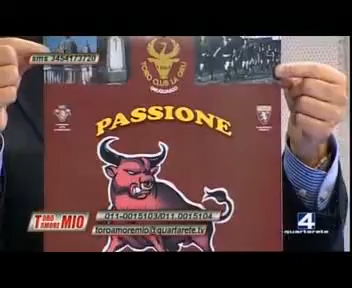 sms 3454173720
TORO CLUB LA GRU
GRUGLIASCO
PASSIONE
TORO
AMORE MIO
011-0015103/011.0015104
toroamoremio@quartarete.tv
4
quartarete